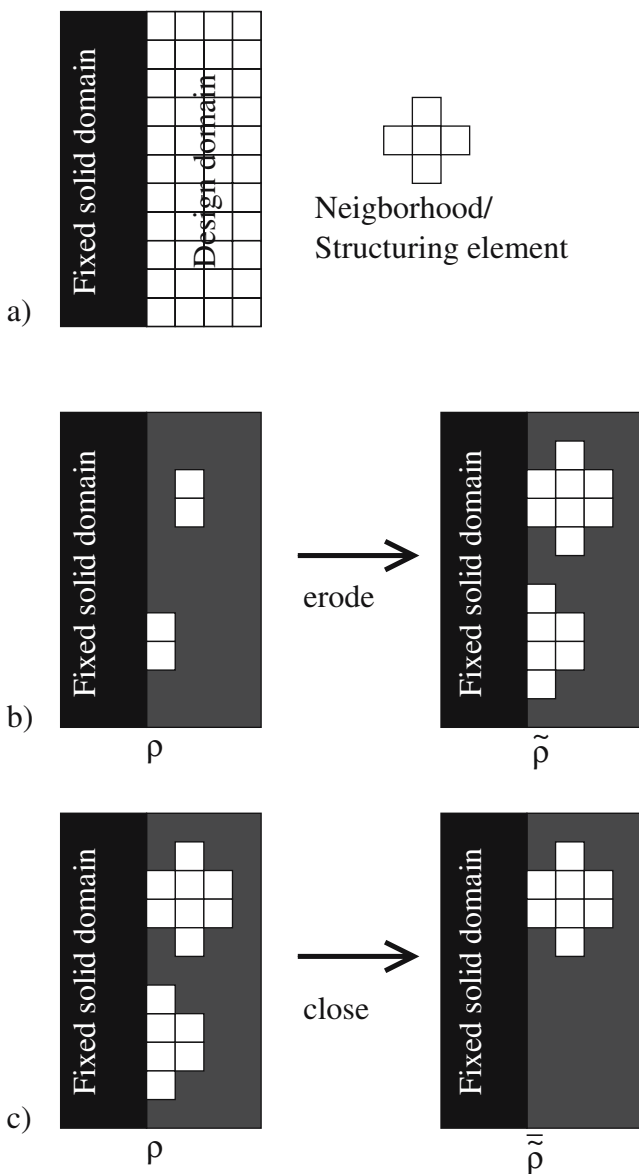 Fixed solid domain
Design domain
Neigborhood/
Structuring element
a)
Fixed solid domain
erode
Fixed solid domain
b)
ρ
ρ̃
Fixed solid domain
close
Fixed solid domain
c)
ρ
ρ̃̿